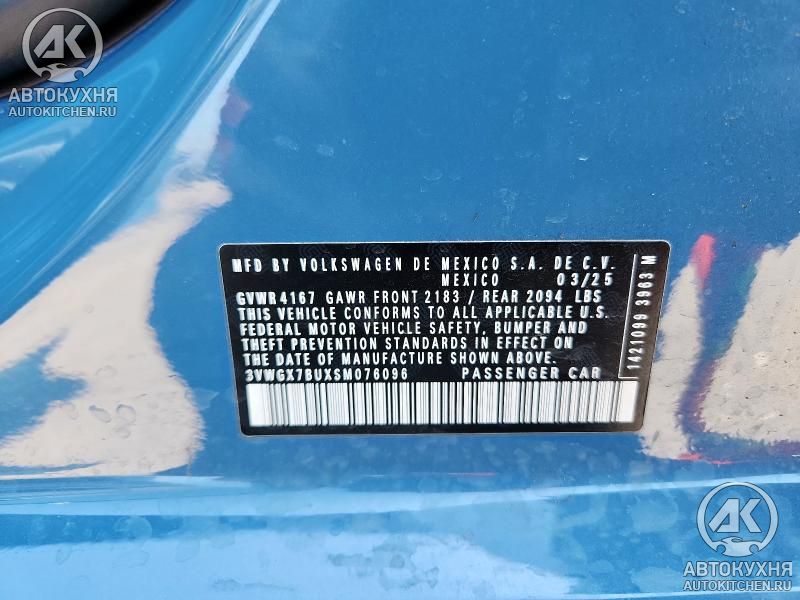 AK
АВТОКУХНЯ
AUTOKITCHEN.RU
MFD BY VOLKSWAGEN DE MEXICO S.A. DE C.V.
MEXICO 03/25
GVWR 4167 GAWR FRONT 2183 / REAR 2094 LBS
THIS VEHICLE CONFORMS TO ALL APPLICABLE U.S.
FEDERAL MOTOR VEHICLE SAFETY, BUMPER AND
THEFT PREVENTION STANDARDS IN EFFECT ON
THE DATE OF MANUFACTURE SHOWN ABOVE.
3VWGX7BUXSM076096 PASSENGER CAR
1421099 3963 M
AK
АВТОКУХНЯ
AUTOKITCHEN.RU